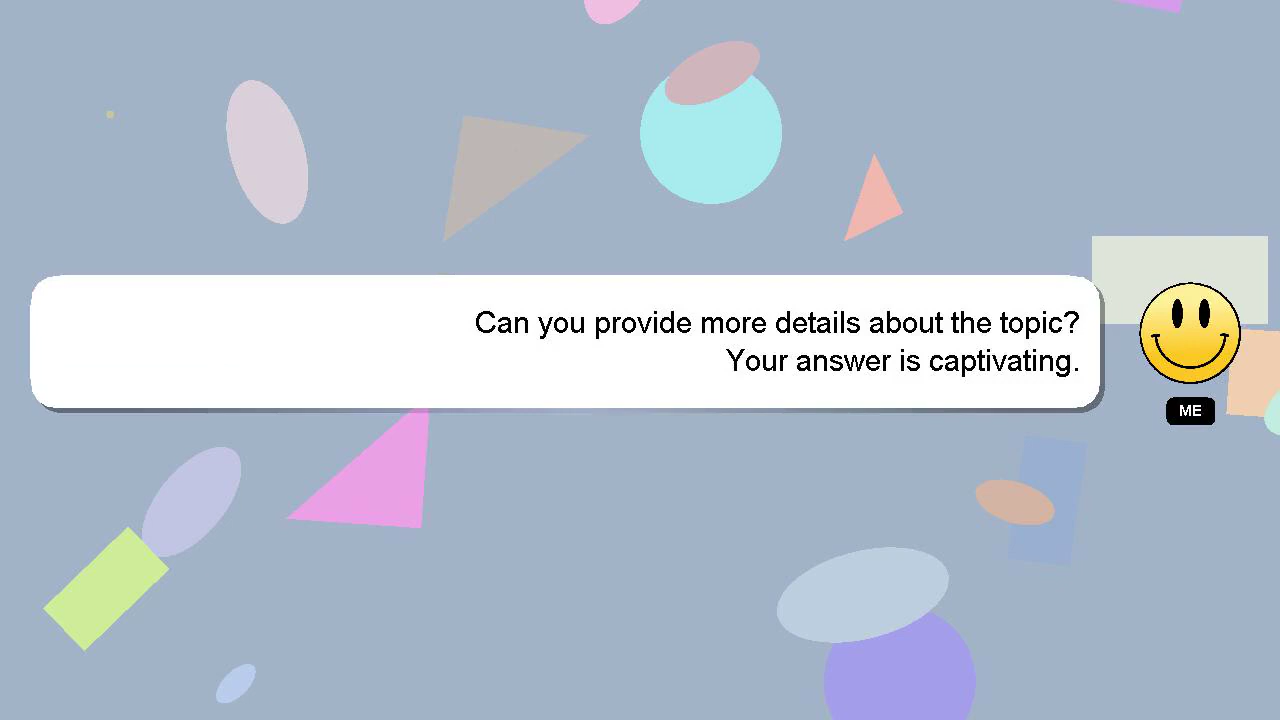 Can you provide more details about the topic?
Your answer is captivating.
ME